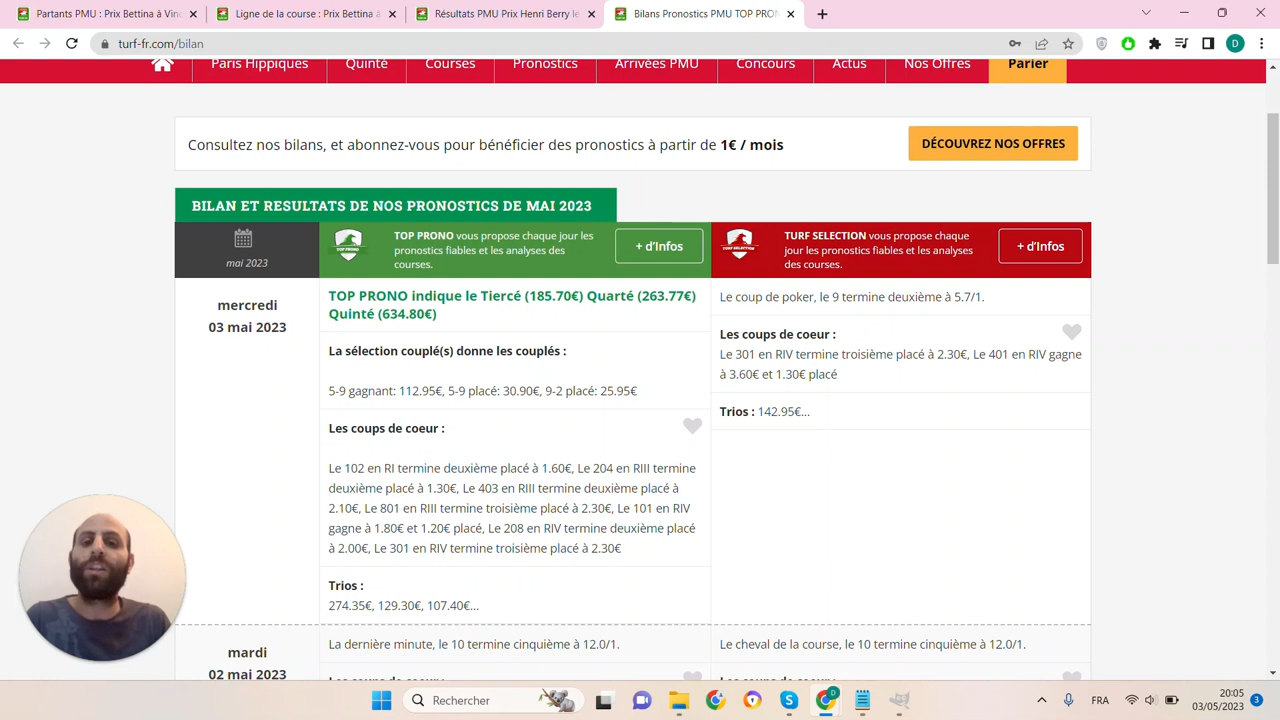 Partants PMU : Prix Bettina à Vinc
Ligne de la course : Prix Bettina à
Résultats PMU Prix Henri Berry le
Bilans Pronostics PMU TOP PRON
turf-fr.com/bilan
D
Paris Hippiques
Quinté
Courses
Pronostics
Arrivées PMU
Concours
Actus
Nos Offres
Parier
Consultez nos bilans, et abonnez-vous pour bénéficier des pronostics à partir de 1€ / mois
DÉCOUVREZ NOS OFFRES
BILAN ET RESULTATS DE NOS PRONOSTICS DE MAI 2023
mai 2023
TOP PRONO
TOP PRONO vous propose chaque jour les
pronostics fiables et les analyses des
courses.
+ d'Infos
TURF SELECTION
TURF SELECTION vous propose chaque
jour les pronostics fiables et les analyses
des courses.
+ d'Infos
mercredi
03 mai 2023
TOP PRONO indique le Tiercé (185.70€) Quarté (263.77€)
Quinté (634.80€)
La sélection couplé(s) donne les couplés :
5-9 gagnant: 112.95€, 5-9 placé: 30.90€, 9-2 placé: 25.95€
Les coups de coeur :
Le 102 en RI termine deuxième placé à 1.60€, Le 204 en RIII termine
deuxième placé à 1.30€, Le 403 en RIII termine deuxième placé à
2.10€, Le 801 en RIII termine troisième placé à 2.30€, Le 101 en RIV
gagne à 1.80€ et 1.20€ placé, Le 208 en RIV termine deuxième placé
à 2.00€, Le 301 en RIV termine troisième placé à 2.30€
Trios :
274.35€, 129.30€, 107.40€...
Le coup de poker, le 9 termine deuxième à 5.7/1.
Les coups de coeur :
Le 301 en RIV termine troisième placé à 2.30€, Le 401 en RIV gagne
à 3.60€ et 1.30€ placé
Trios : 142.95€...
mardi
02 mai 2023
La dernière minute, le 10 termine cinquième à 12.0/1.
Le cheval de la course, le 10 termine cinquième à 12.0/1.
Rechercher
FRA
20:05
03/05/2023
3